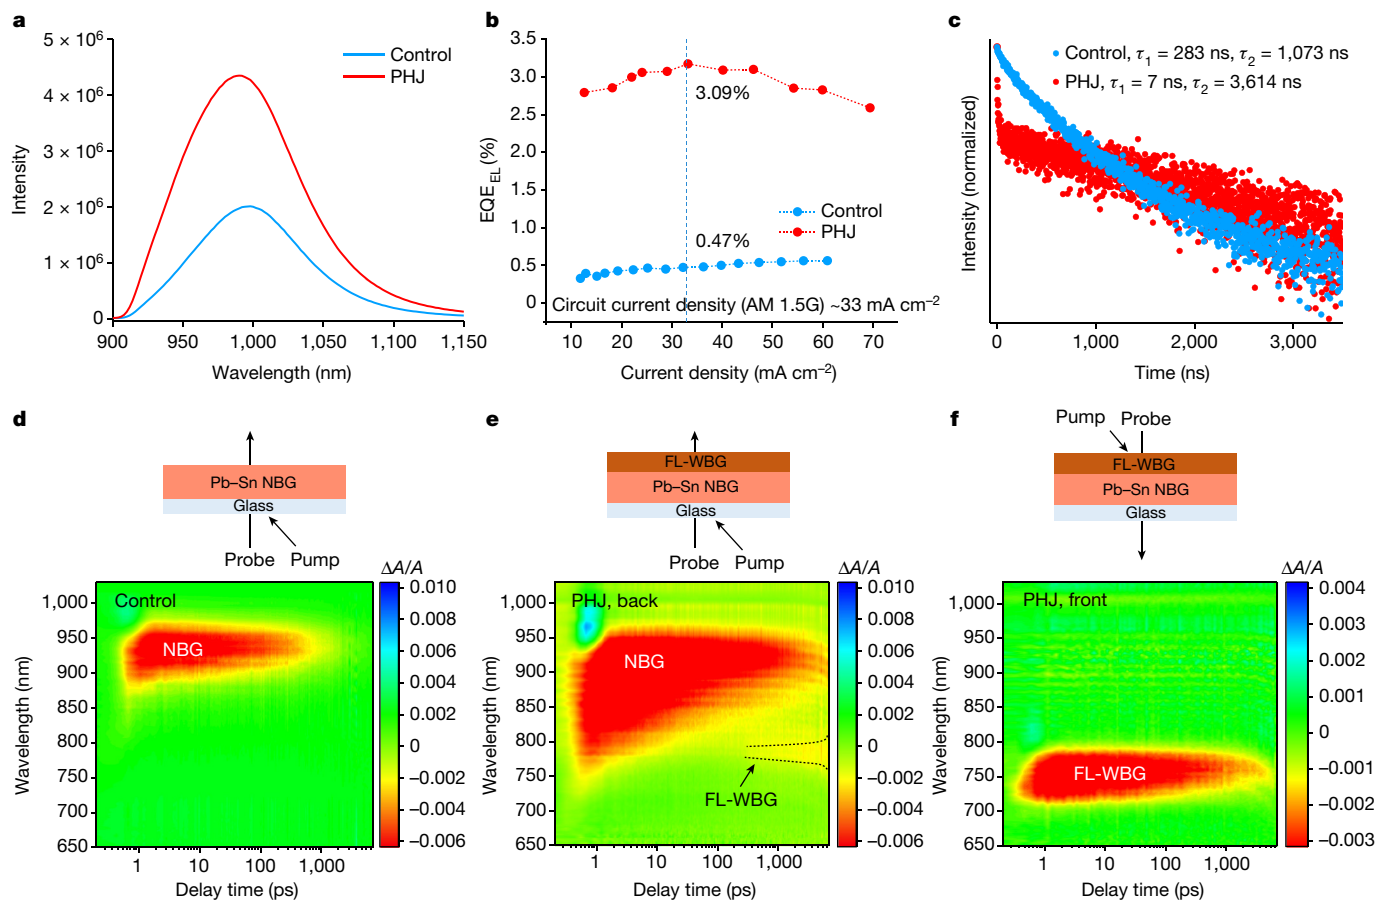 a
5 × 10⁶
4 × 10⁶
3 × 10⁶
2 × 10⁶
1 × 10⁶
0
Intensity
Control
PHJ
900
950
1,000
1,050
1,100
1,150
Wavelength (nm)
b
3.5
3.0
2.5
2.0
1.5
1.0
0.5
0
EQE_EL (%)
3.09%
Control
PHJ
0.47%
Circuit current density (AM 1.5G) ~33 mA cm⁻²
10
20
30
40
50
60
70
Current density (mA cm⁻²)
c
Control, τ₁ = 283 ns, τ₂ = 1,073 ns
PHJ, τ₁ = 7 ns, τ₂ = 3,614 ns
Intensity (normalized)
0
1,000
2,000
3,000
Time (ns)
d
Pb–Sn NBG
Glass
Probe
Pump
ΔA/A
Control
NBG
1,000
950
900
850
800
750
700
650
Wavelength (nm)
1
10
100
1,000
Delay time (ps)
0.010
0.008
0.006
0.004
0.002
0
–0.002
–0.004
–0.006
e
FL-WBG
Pb–Sn NBG
Glass
Probe
Pump
ΔA/A
PHJ, back
NBG
FL-WBG
1,000
950
900
850
800
750
700
650
Wavelength (nm)
1
10
100
1,000
Delay time (ps)
0.010
0.008
0.006
0.004
0.002
0
–0.002
–0.004
–0.006
f
Pump
Probe
FL-WBG
Pb–Sn NBG
Glass
ΔA/A
PHJ, front
FL-WBG
1,000
950
900
850
800
750
700
650
Wavelength (nm)
1
10
100
1,000
Delay time (ps)
0.004
0.003
0.002
0.001
0
–0.001
–0.002
–0.003